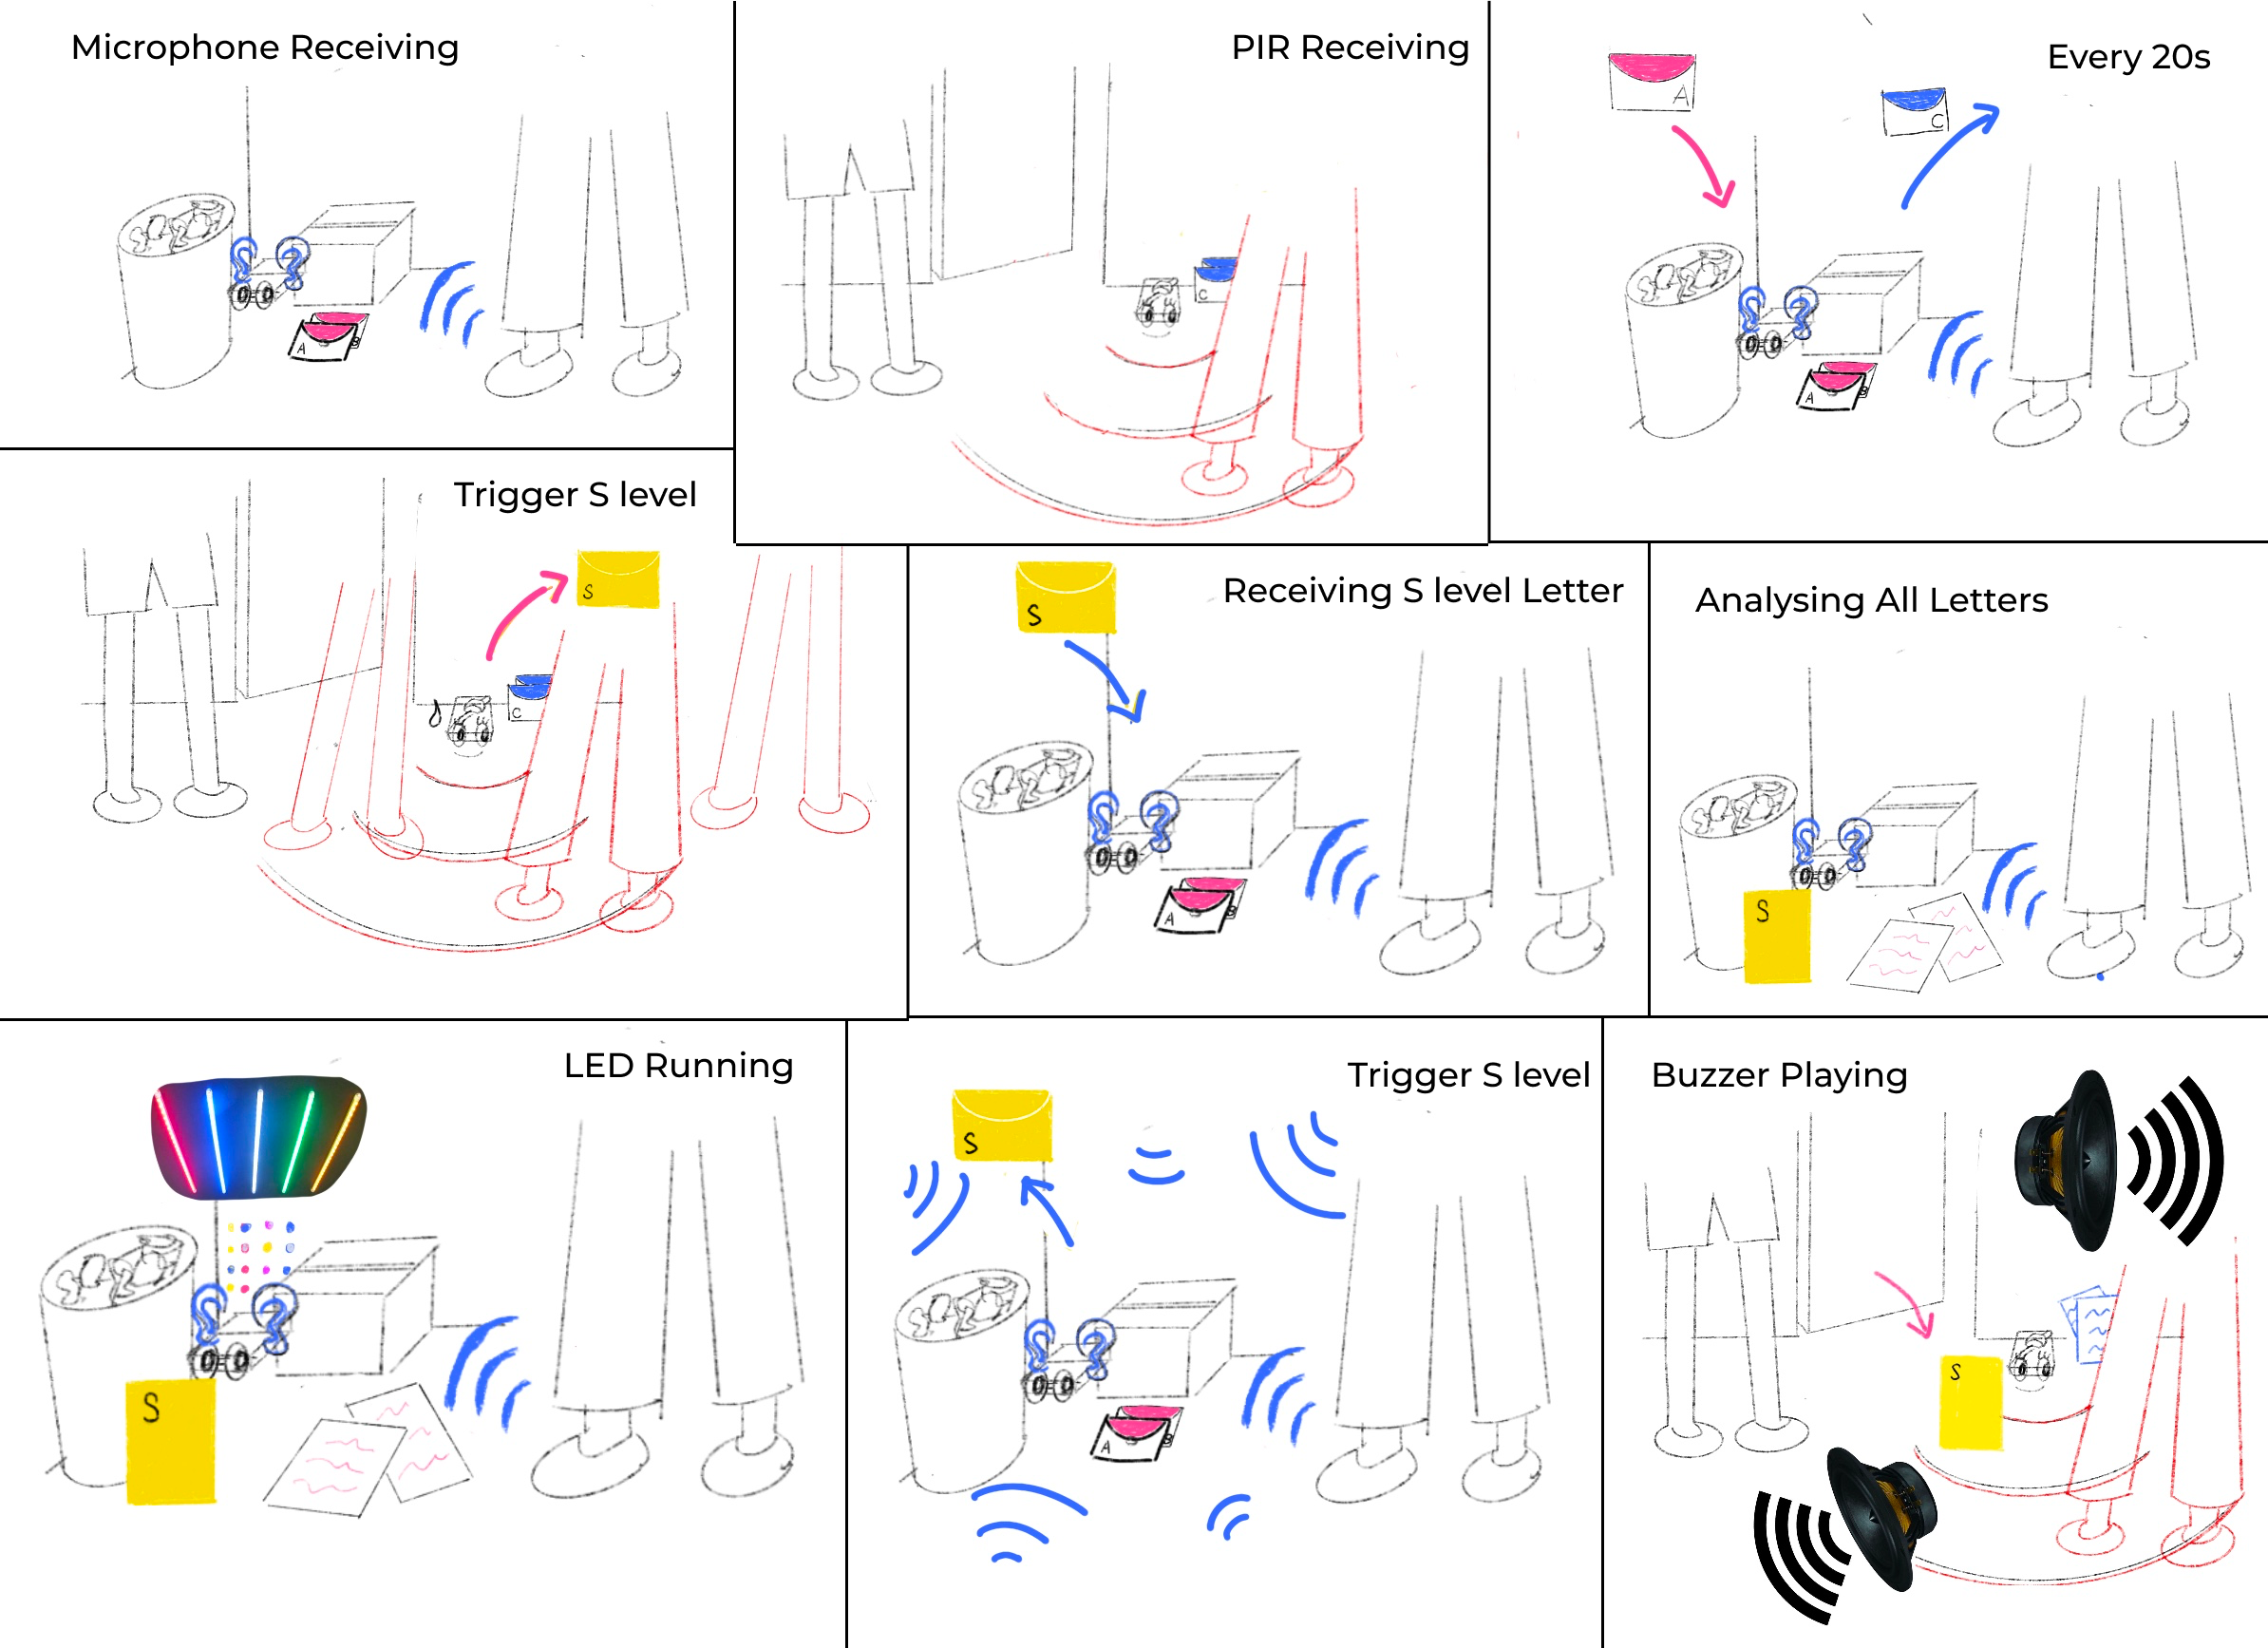 Microphone Receiving
A
B
PIR Receiving
C
Every 20s
A
C
A
Trigger S level
S
C
Receiving S level Letter
S
A
B
Analysing All Letters
S
LED Running
S
Trigger S level
S
A
B
Buzzer Playing
S